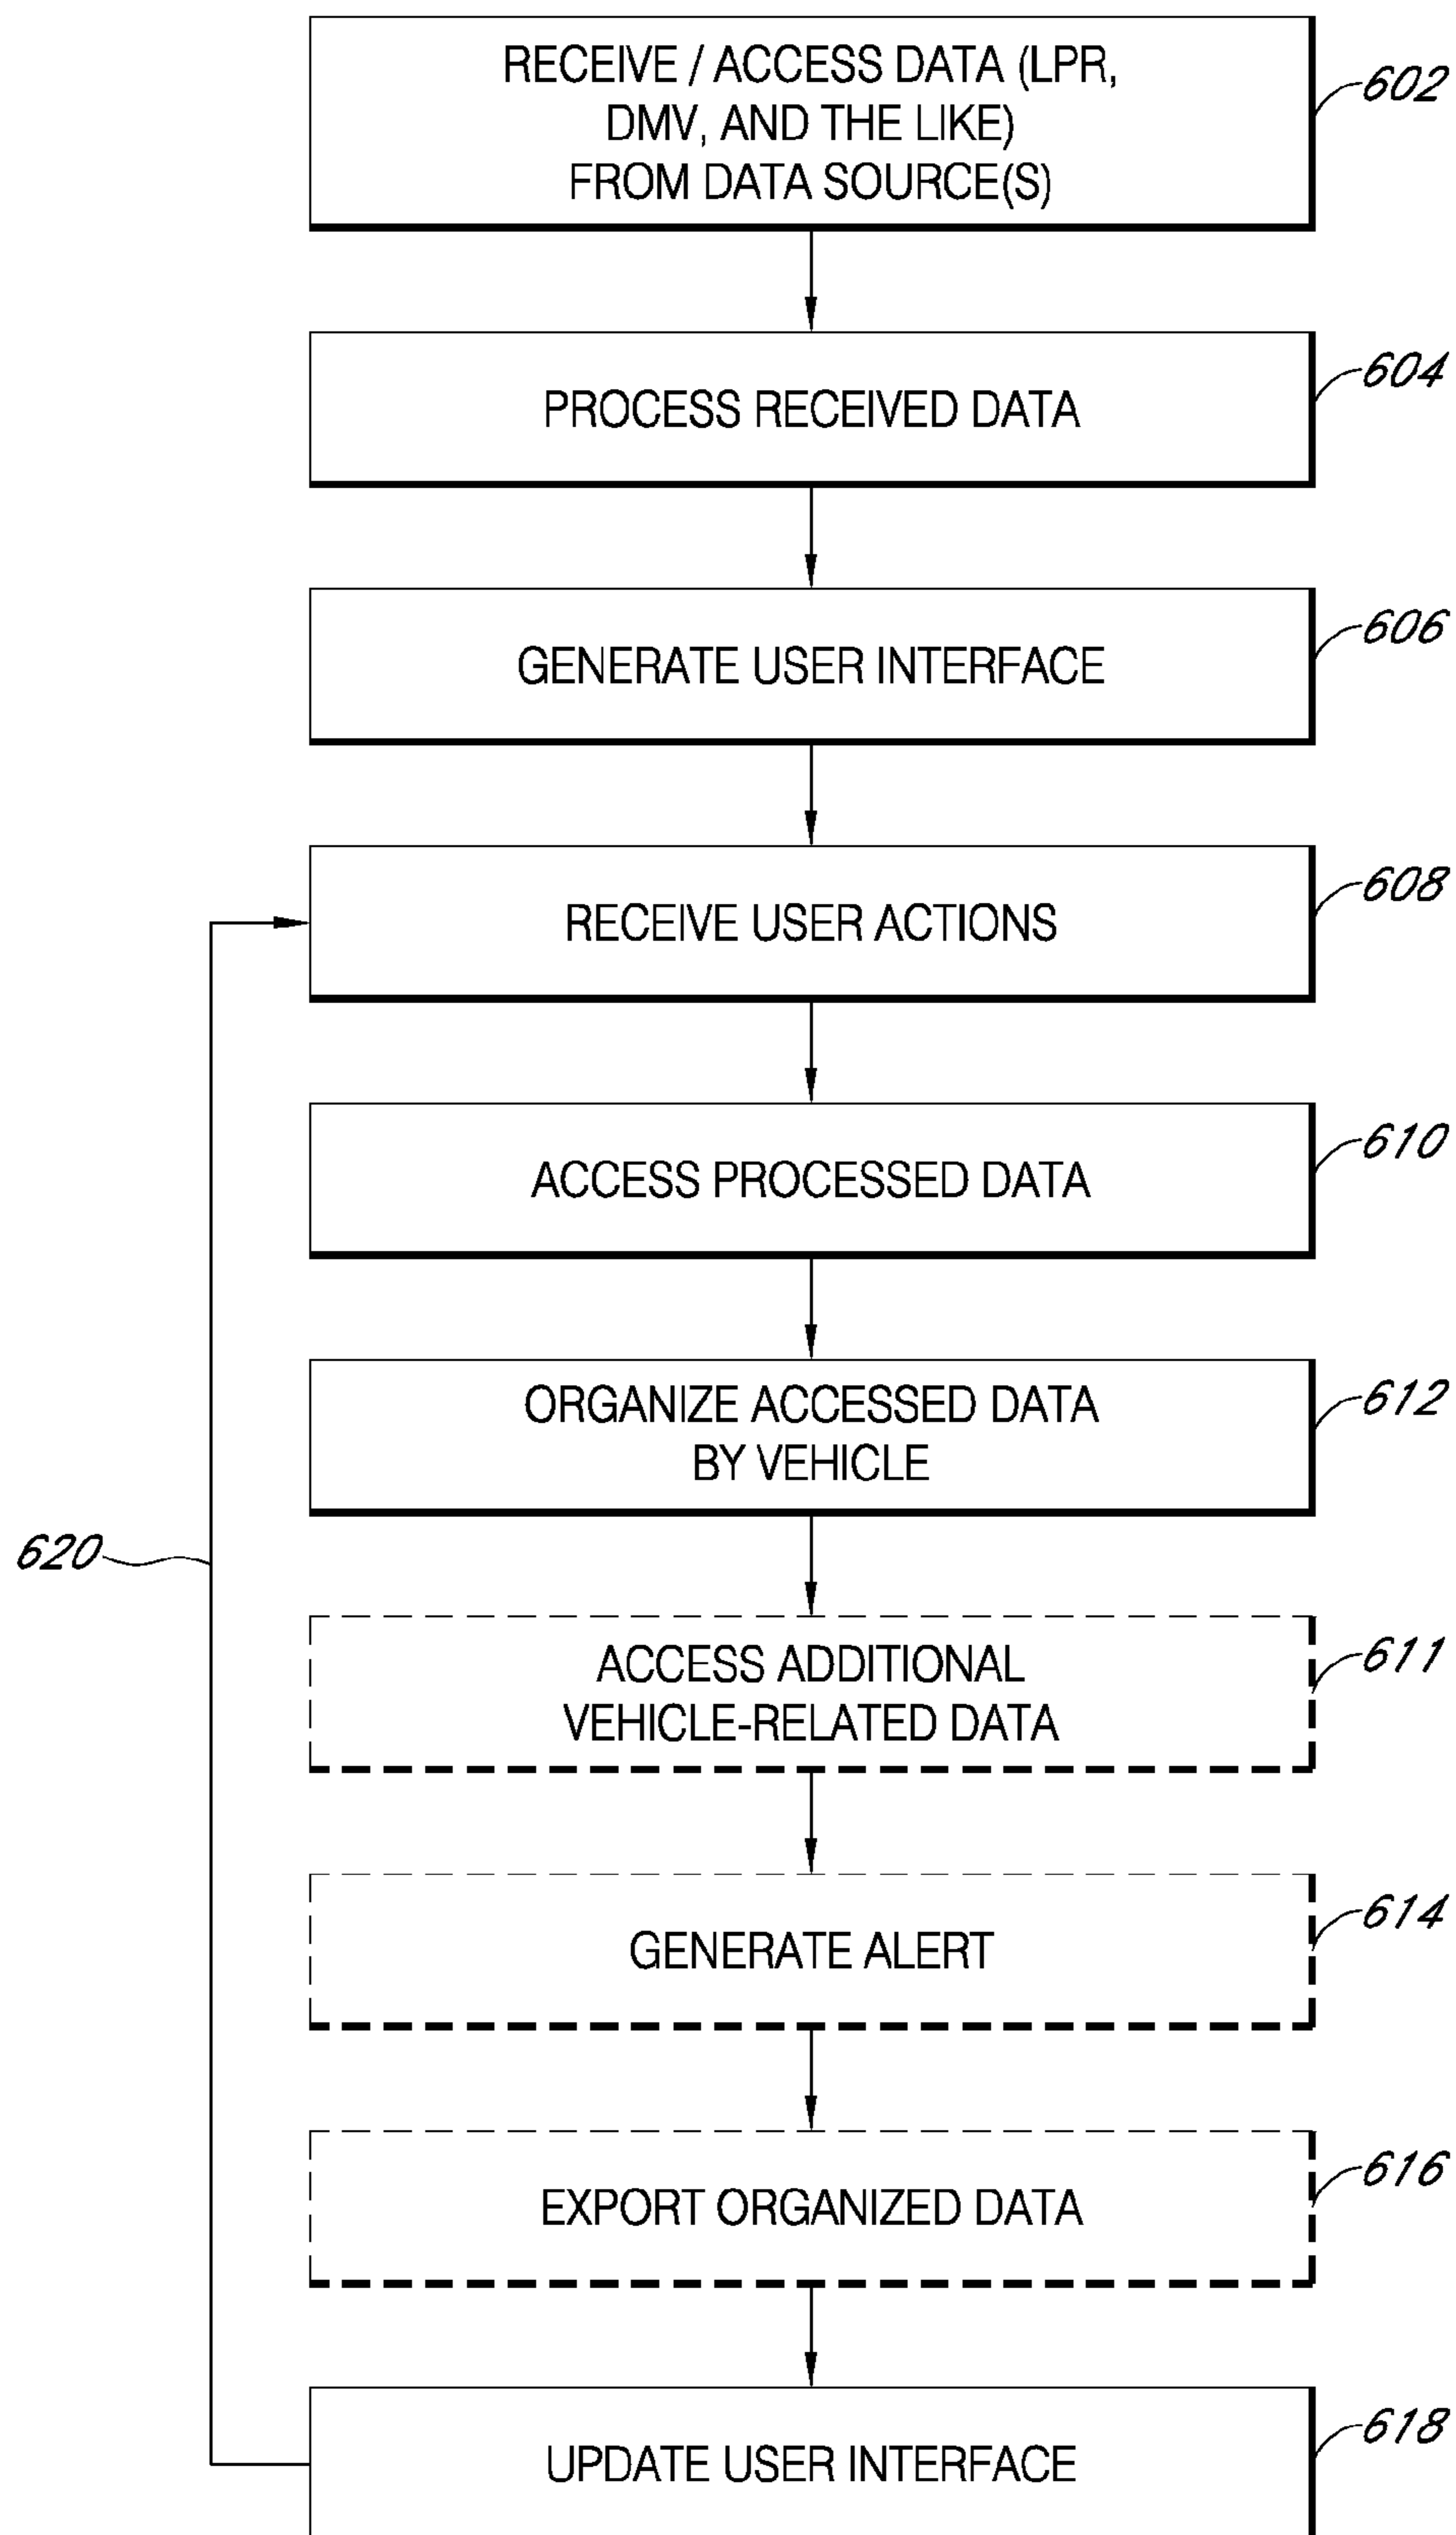 RECEIVE / ACCESS DATA (LPR,
DMV, AND THE LIKE)
FROM DATA SOURCE(S)
602
PROCESS RECEIVED DATA
604
GENERATE USER INTERFACE
606
RECEIVE USER ACTIONS
608
ACCESS PROCESSED DATA
610
ORGANIZE ACCESSED DATA
BY VEHICLE
612
620
ACCESS ADDITIONAL
VEHICLE-RELATED DATA
611
GENERATE ALERT
614
EXPORT ORGANIZED DATA
616
UPDATE USER INTERFACE
618